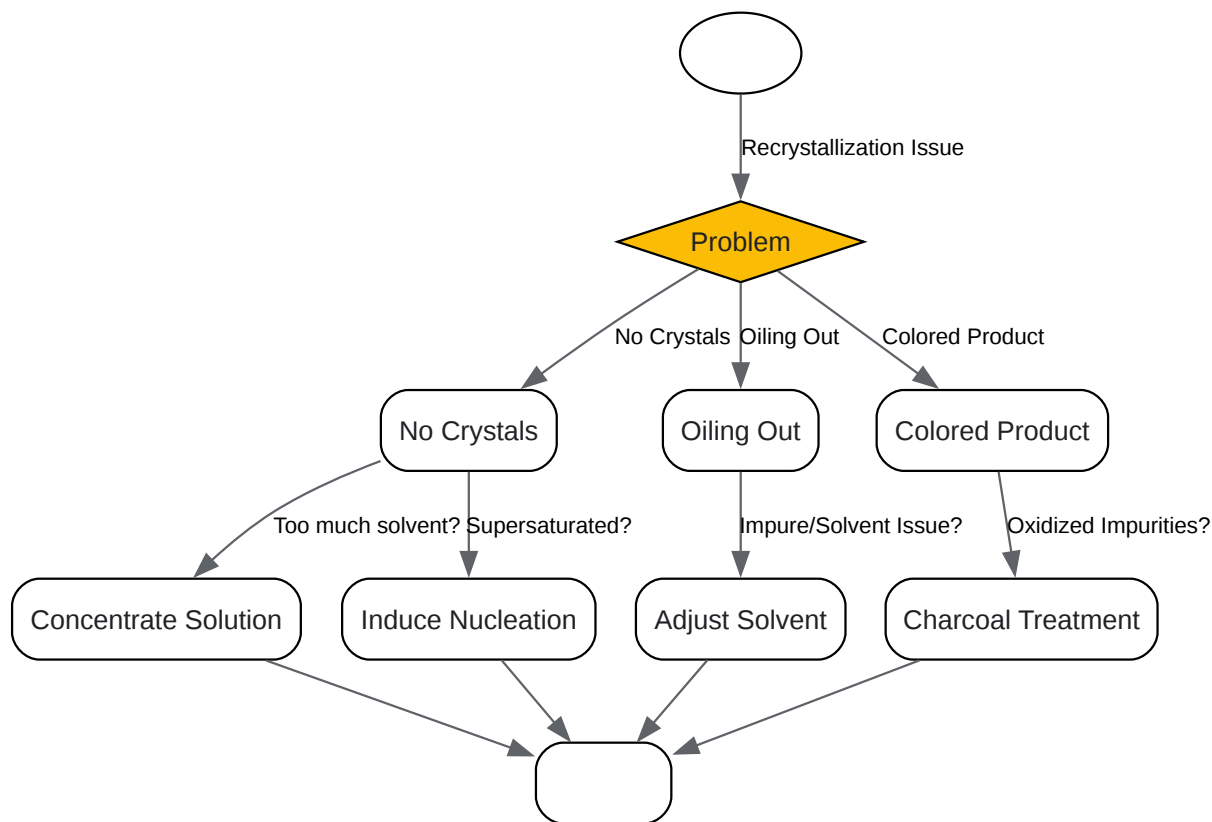 Recrystallization Issue
Problem
No Crystals
Oiling Out
Colored Product
No Crystals
Oiling Out
Colored Product
Too much solvent?
Supersaturated?
Impure/Solvent Issue?
Oxidized Impurities?
Concentrate Solution
Induce Nucleation
Adjust Solvent
Charcoal Treatment